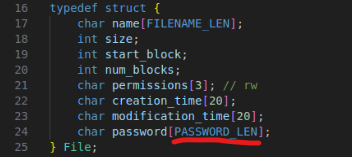 16 typedef struct {
17 char name[FILENAME_LEN];
18 int size;
19 int start_block;
20 int num_blocks;
21 char permissions[3]; // rw
22 char creation_time[20];
23 char modification_time[20];
24 char password[PASSWORD_LEN];
25 } File;